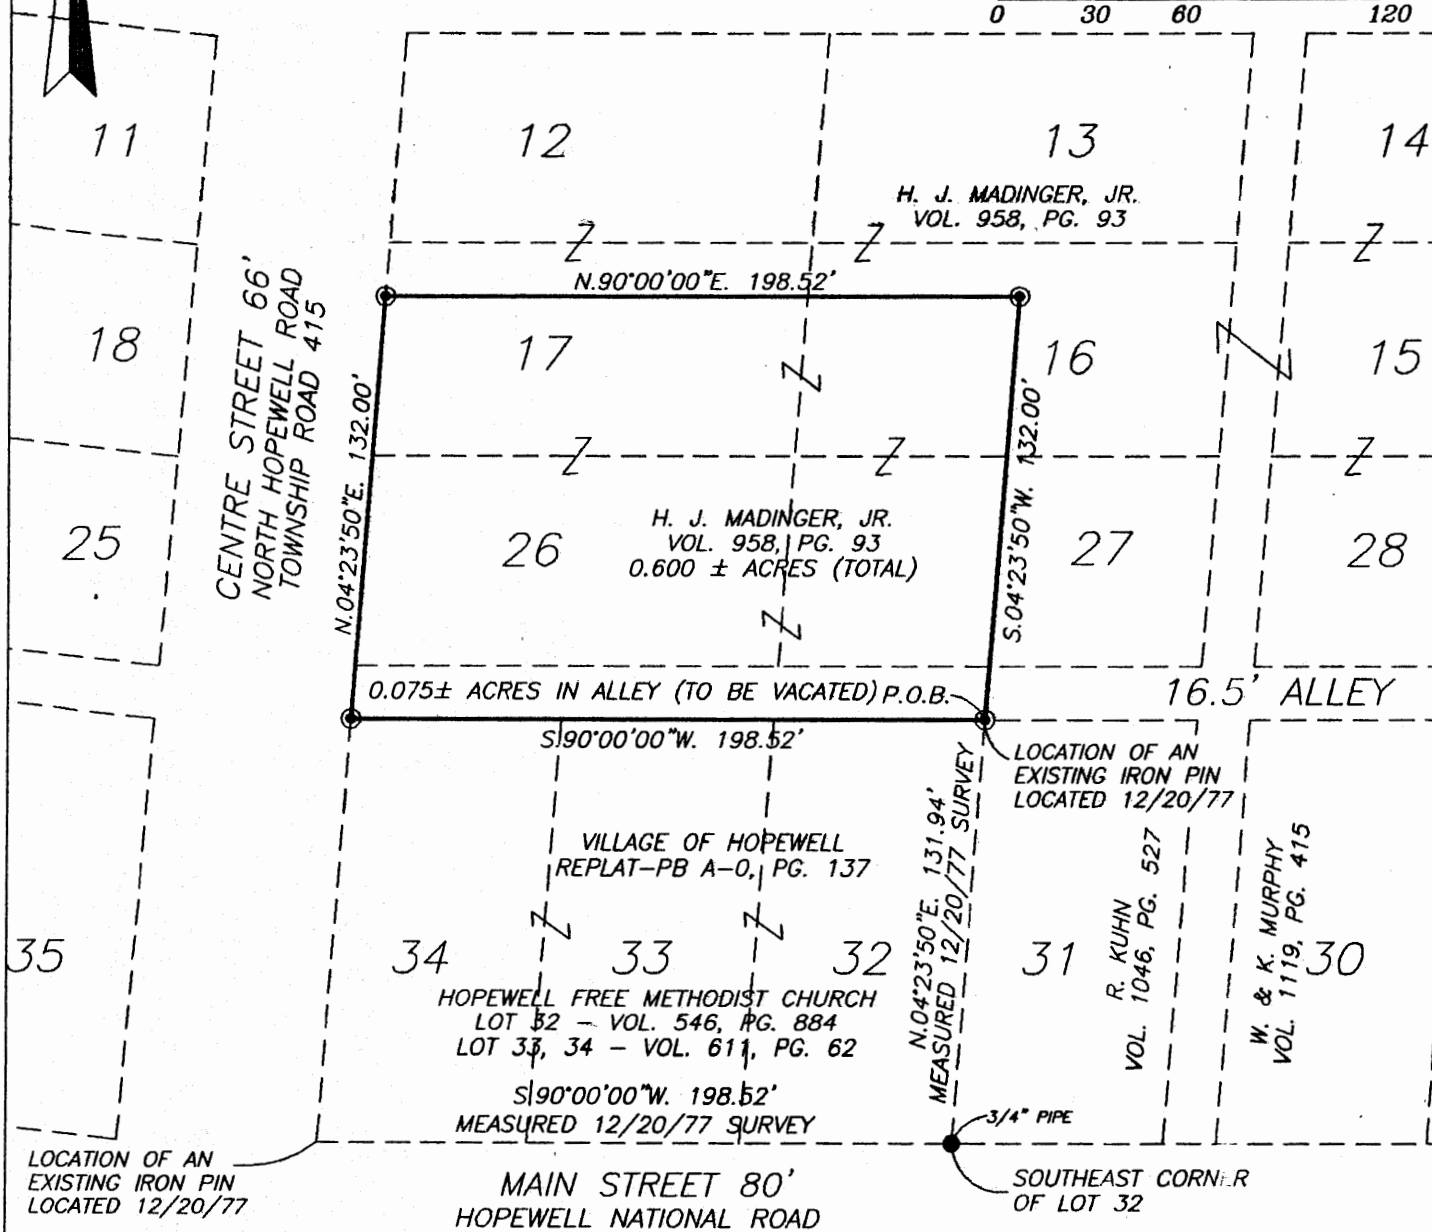 0 30 60 120
11
12
13
14
H. J. MADINGER, JR.
VOL. 958, PG. 93
N.90°00'00"E. 198.52'
CENTRE STREET 66'
NORTH HOPEWELL ROAD
TOWNSHIP ROAD 415
18
17
16
15
N.04°23'50"E. 132.00'
S.04°23'50"W. 132.00'
25
26
H. J. MADINGER, JR.
VOL. 958, PG. 93
0.600 ± ACRES (TOTAL)
27
28
0.075± ACRES IN ALLEY (TO BE VACATED)
P.O.B.
16.5' ALLEY
S.90°00'00"W. 198.52'
LOCATION OF AN
EXISTING IRON PIN
LOCATED 12/20/77
VILLAGE OF HOPEWELL
REPLAT-PB A-0, PG. 137
N.04°23'50"E. 131.94'
MEASURED 12/20/77 SURVEY
R. KUHN
VOL. 1046, PG. 527
W. & K. MURPHY
VOL. 1119, PG. 415
35
34
33
32
31
30
HOPEWELL FREE METHODIST CHURCH
LOT 32 - VOL. 546, PG. 884
LOT 33, 34 - VOL. 611, PG. 62
S.90°00'00"W. 198.52'
MEASURED 12/20/77 SURVEY
3/4" PIPE
LOCATION OF AN
EXISTING IRON PIN
LOCATED 12/20/77
MAIN STREET 80'
HOPEWELL NATIONAL ROAD
SOUTHEAST CORNER
OF LOT 32